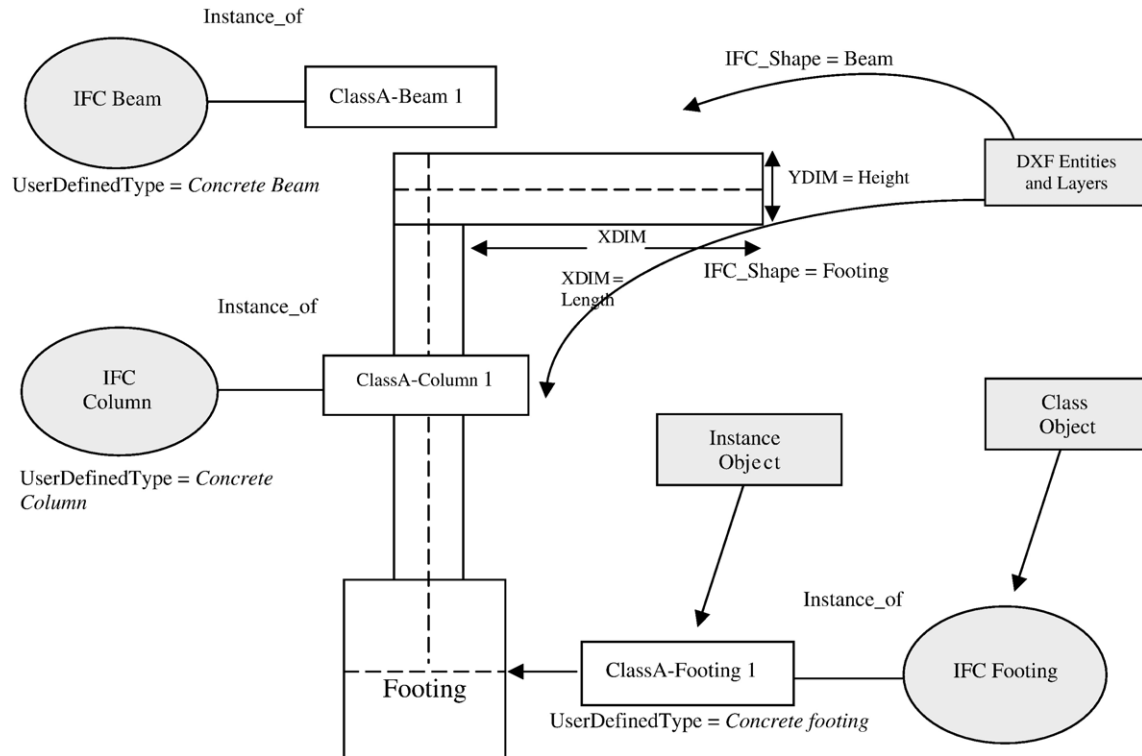 Instance_of
IFC Beam
ClassA-Beam 1
UserDefinedType = Concrete Beam
IFC_Shape = Beam
DXF Entities
and Layers
YDIM = Height
XDIM
IFC_Shape = Footing
XDIM =
Length
Instance_of
IFC
Column
ClassA-Column 1
UserDefinedType = Concrete
Column
Instance
Object
Class
Object
Instance_of
Footing
ClassA-Footing 1
IFC Footing
UserDefinedType = Concrete footing